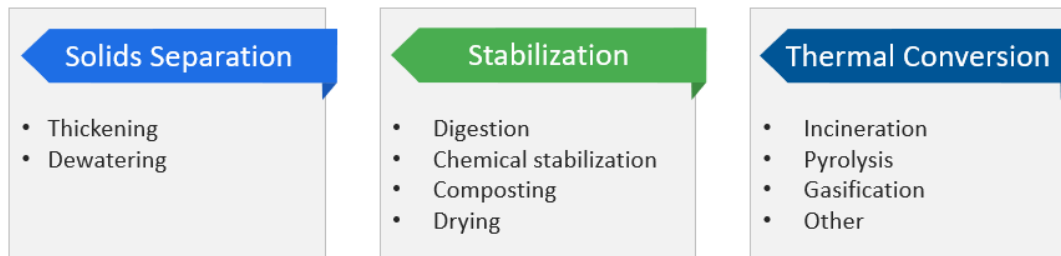 Solids Separation
• Thickening
• Dewatering
Stabilization
• Digestion
• Chemical stabilization
• Composting
• Drying
Thermal Conversion
• Incineration
• Pyrolysis
• Gasification
• Other